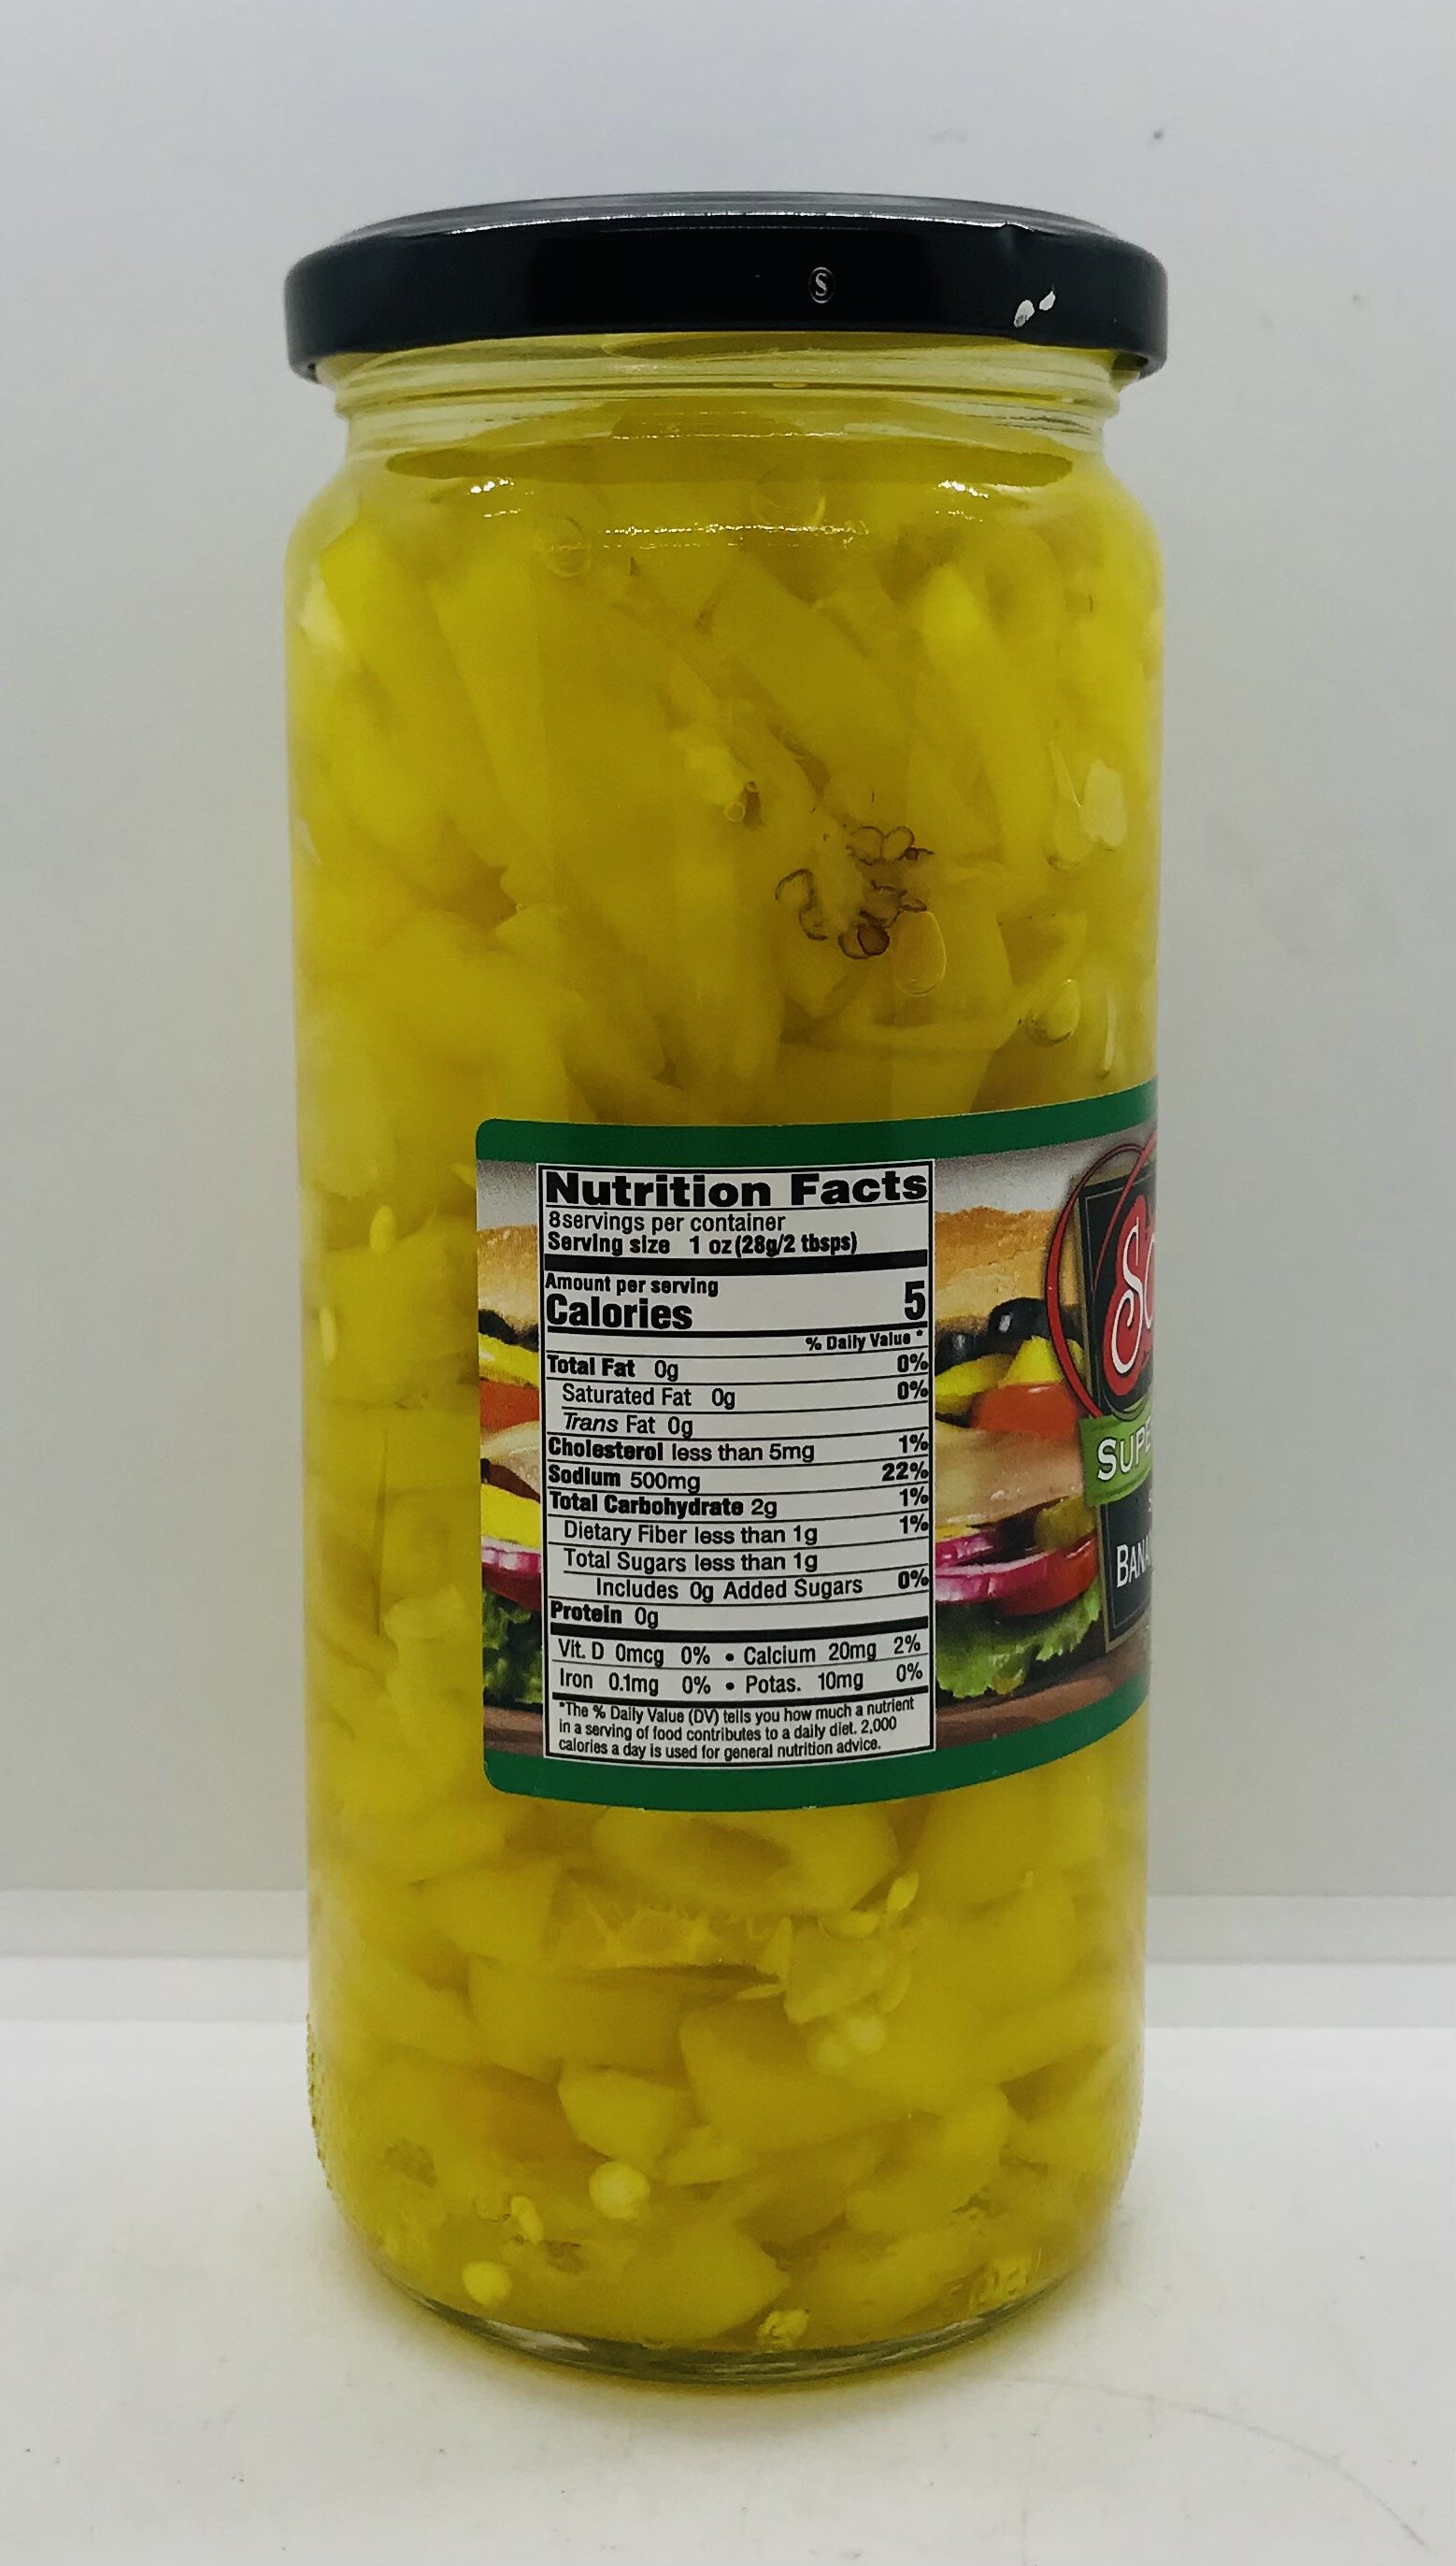 S
Nutrition Facts
8servings per container
Serving size 1 oz(28g/2 tbsps)
Amount per serving
Calories 5
% Daily Value *
Total Fat 0g 0%
Saturated Fat 0g 0%
Trans Fat 0g
Cholesterol less than 5mg 1%
Sodium 500mg 22%
Total Carbohydrate 2g 1%
Dietary Fiber less than 1g 1%
Total Sugars less than 1g
Includes 0g Added Sugars 0%
Protein 0g
Vit. D 0mcg 0% • Calcium 20mg 2%
Iron 0.1mg 0% • Potas. 10mg 0%
*The % Daily Value (DV) tells you how much a nutrient
in a serving of food contributes to a daily diet. 2,000
calories a day is used for general nutrition advice.